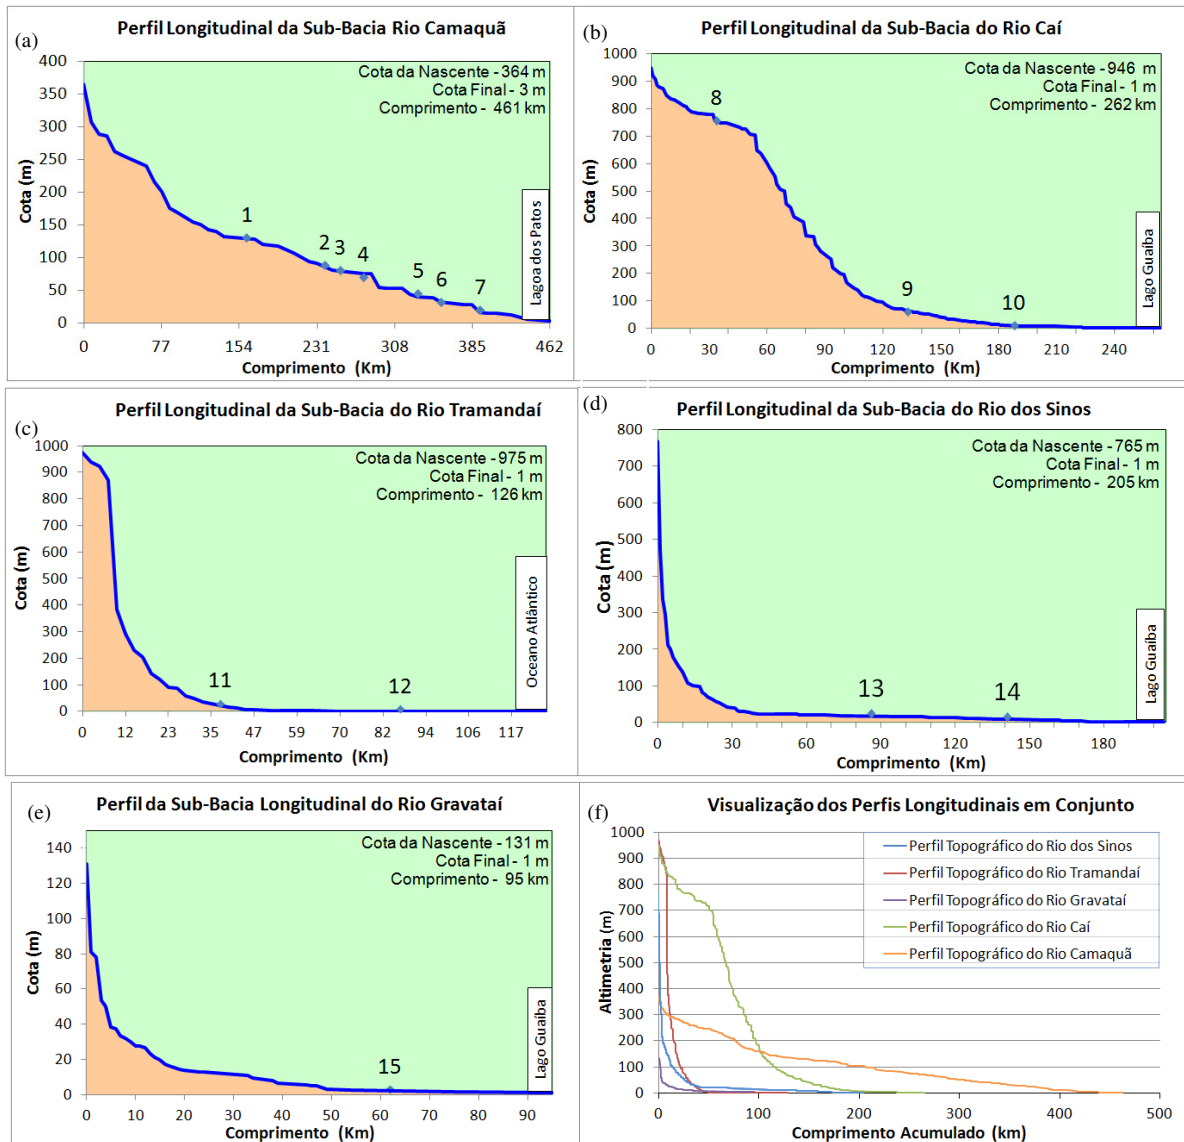 (a)
Perfil Longitudinal da Sub-Bacia Rio Camaquã
Cota da Nascente - 364 m
Cota Final - 3 m
Comprimento - 461 km
Cota (m)
400
350
300
250
200
150
100
50
0
1
2
3
4
5
6
7
Lagoa dos Patos
0 77 154 231 308 385 462
Comprimento (Km)
(b)
Perfil Longitudinal da Sub-Bacia do Rio Caí
Cota da Nascente - 946 m
Cota Final - 1 m
Comprimento - 262 km
Cota (m)
1000
900
800
700
600
500
400
300
200
100
0
8
9
10
Lago Guaíba
0 30 60 90 120 150 180 210 240
Comprimento (Km)
(c)
Perfil Longitudinal da Sub-Bacia do Rio Tramandaí
Cota da Nascente - 975 m
Cota Final - 1 m
Comprimento - 126 km
Cota (m)
1000
900
800
700
600
500
400
300
200
100
0
11
12
Oceano Atlântico
0 12 23 35 47 59 70 82 94 105 117
Comprimento (Km)
(d)
Perfil Longitudinal da Sub-Bacia do Rio dos Sinos
Cota da Nascente - 765 m
Cota Final - 1 m
Comprimento - 205 km
Cota (m)
800
700
600
500
400
300
200
100
0
13
14
Lago Guaíba
0 30 60 90 120 150 180
Comprimento (Km)
(e)
Perfil da Sub-Bacia Longitudinal do Rio Gravataí
Cota da Nascente - 131 m
Cota Final - 1 m
Comprimento - 95 km
Cota (m)
140
120
100
80
60
40
20
0
15
Lago Guaíba
0 10 20 30 40 50 60 70 80 90
Comprimento (Km)
(f)
Visualização dos Perfis Longitudinais em Conjunto
Perfil Topográfico do Rio dos Sinos
Perfil Topográfico do Rio Tramandaí
Perfil Topográfico do Rio Gravataí
Perfil Topográfico do Rio Caí
Perfil Topográfico do Rio Camaquã
Altimetria (m)
1000
900
800
700
600
500
400
300
200
100
0
0 100 200 300 400 500
Comprimento Acumulado (km)